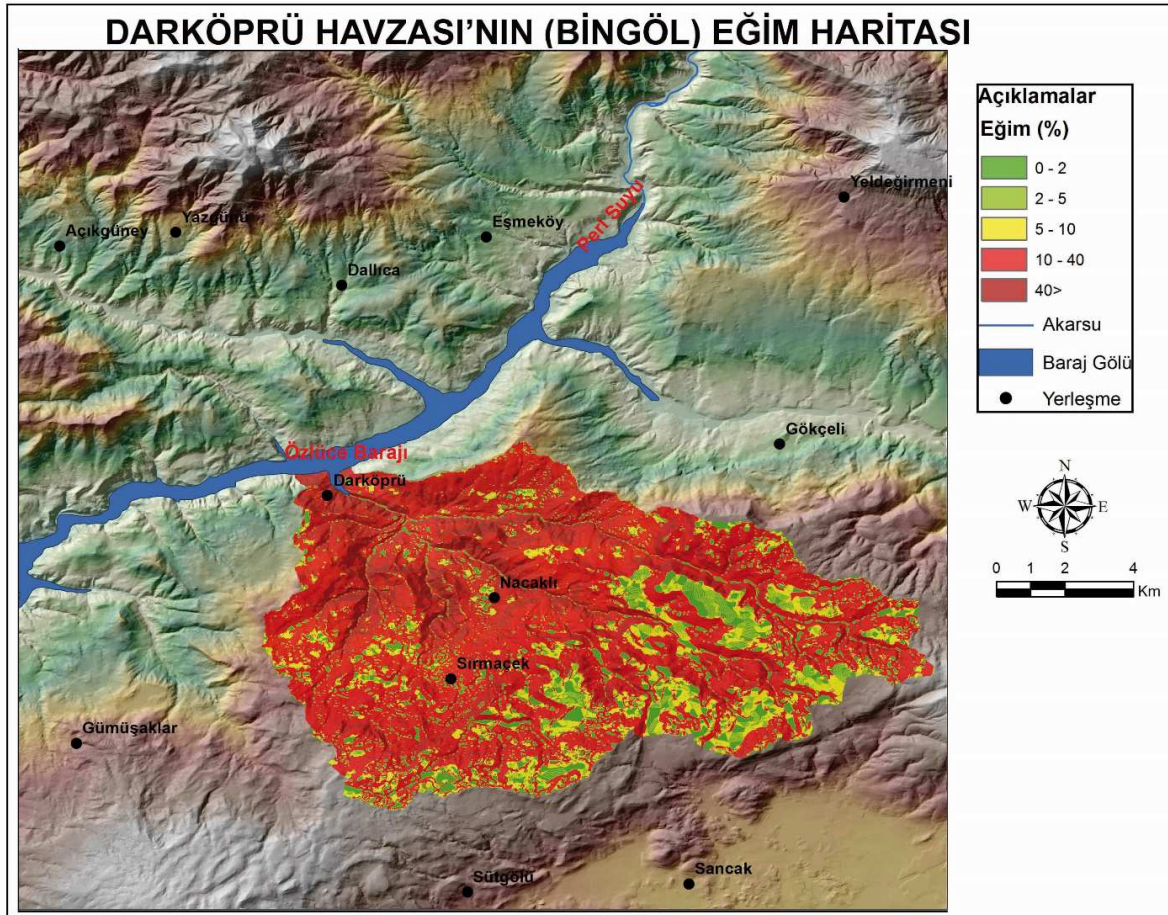 DARKÖPRÜ HAVZASI'NIN (BİNGÖL) EĞİM HARİTASI
Açıklamalar
Eğim (%)
0 - 2
2 - 5
5 - 10
10 - 40
40>
Akarsu
Baraj Gölü
Yerleşme
Yeldeğirmeni
Peri Suyu
Yazgünü
Açıkgüney
Eşmeköy
Dallıca
Gökçeli
Özlüce Barajı
Darköprü
N
W
E
S
0 1 2 4
Km
Nacaklı
Sırmaçek
Gümüşaklar
Sütgölü
Sancak